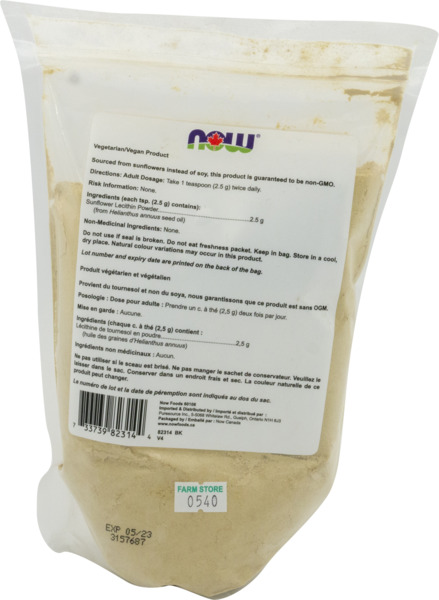 now®
Vegetarian/Vegan Product
Sourced from sunflowers instead of soy, this product is guaranteed to be non-GMO.
Directions: Adult Dosage: Take 1 teaspoon (2,5 g) twice daily.
Risk Information: None.
Ingredients (each tsp. (2,5 g) contains):
Sunflower Lecithin Powder 2,5 g
(from Helianthus annuus seed oil)
Non-Medicinal Ingredients: None.
Do not use if seal is broken. Do not eat freshness packet. Keep in bag. Store in a cool,
dry place. Natural colour variations may occur in this product.
Lot number and expiry date are printed on the back of the bag.
Produit végétarien et végétalien
Provient du tournesol et non du soya, nous garantissons que ce produit est sans OGM.
Posologie : Dose pour adulte : Prendre un c. à thé (2,5 g) deux fois par jour.
Mise en garde : Aucune.
Ingrédients (chaque c. à thé (2,5 g) contient :
Lécithine de tournesol en poudre 2,5 g
(huile des graines d'Helianthus annuus)
Ingrédients non médicinaux : Aucun.
Ne pas utiliser si le sceau est brisé. Ne pas manger le sachet de conservateur. Veuillez le
laisser dans le sac. Conserver dans un endroit frais et sec. La couleur naturelle de ce
produit peut changer.
Le numéro de lot et la date de péremption sont indiqués au dos du sac.
7 33739 82314 4
Now Foods
Imported & Distributed by / Importé et distribué par :
Puresource Inc., Guelph, Ontario
Packaged by / Emballé par : Now Canada
www.nowfoods.ca
82314 BK
V4
FARM STORE
0540
EXP 05/23
3157687